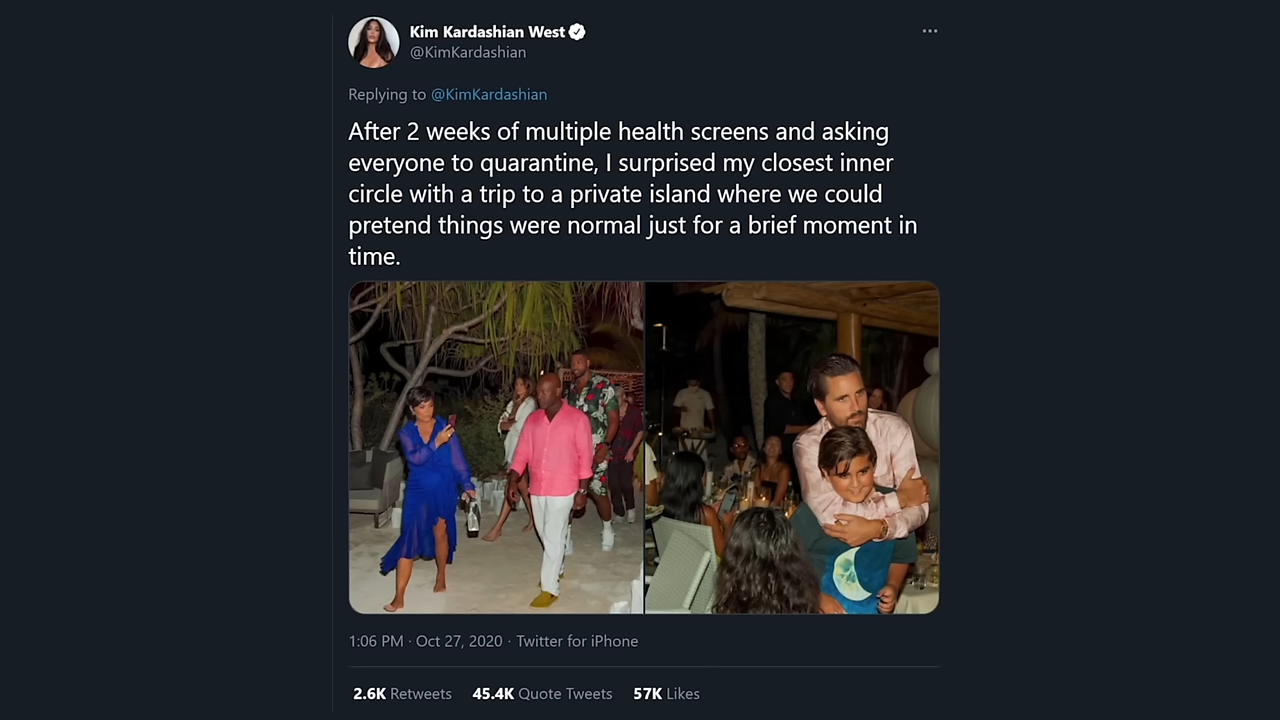 Kim Kardashian West
@KimKardashian
Replying to @KimKardashian
After 2 weeks of multiple health screens and asking
everyone to quarantine, I surprised my closest inner
circle with a trip to a private island where we could
pretend things were normal just for a brief moment in
time.
1:06 PM · Oct 27, 2020 · Twitter for iPhone
2.6K Retweets 45.4K Quote Tweets 57K Likes